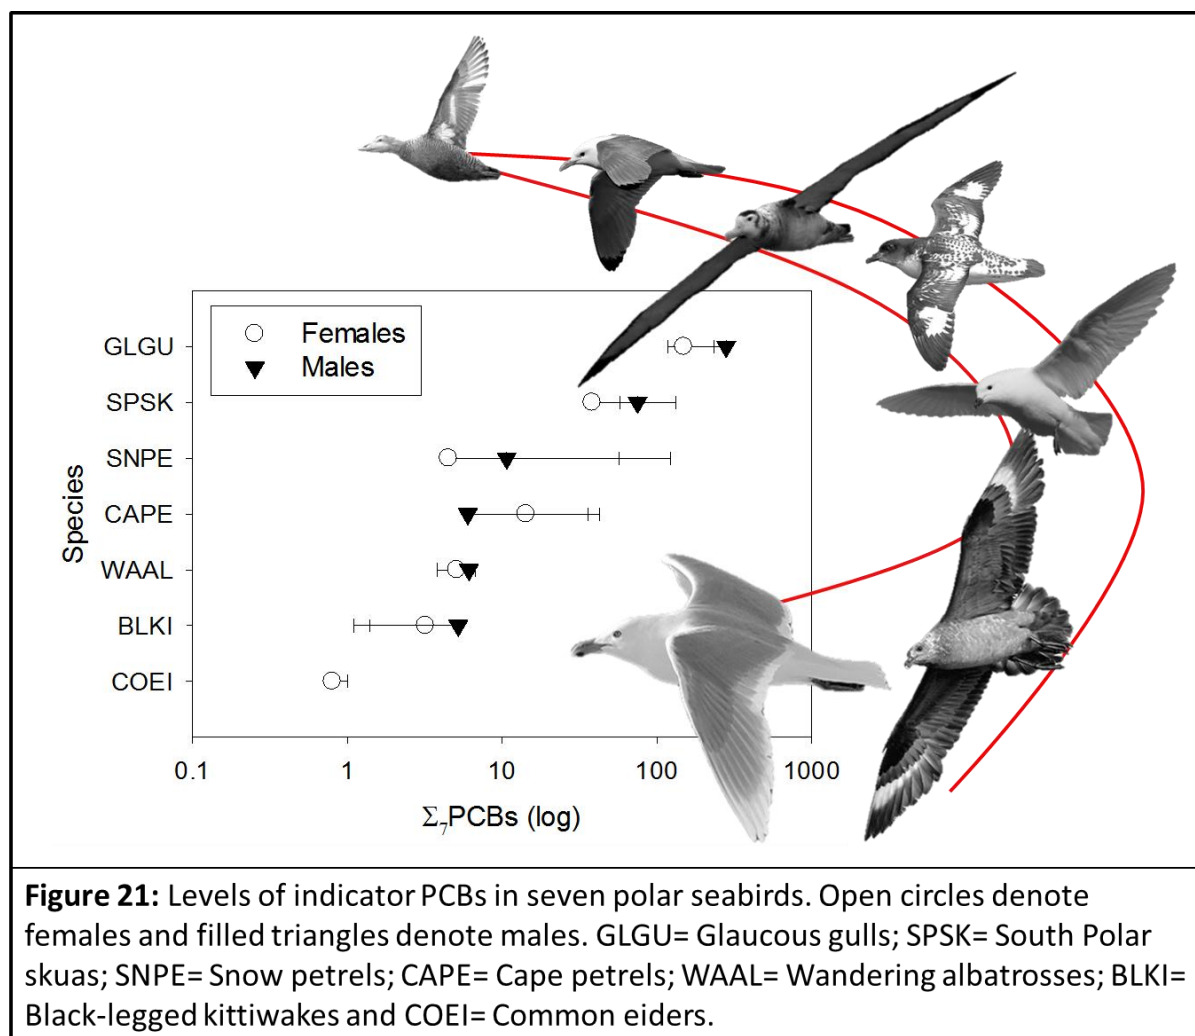 Females
Males
GLGU
SPSK
SNPE
CAPE
WAAL
BLKI
COEI
Species
0.1 1 10 100 1000
Σ₇PCBs (log)
Figure 21: Levels of indicator PCBs in seven polar seabirds. Open circles denote
females and filled triangles denote males. GLGU= Glaucous gulls; SPSK= South Polar
skuas; SNPE= Snow petrels; CAPE= Cape petrels; WAAL= Wandering albatrosses; BLKI=
Black-legged kittiwakes and COEI= Common eiders.